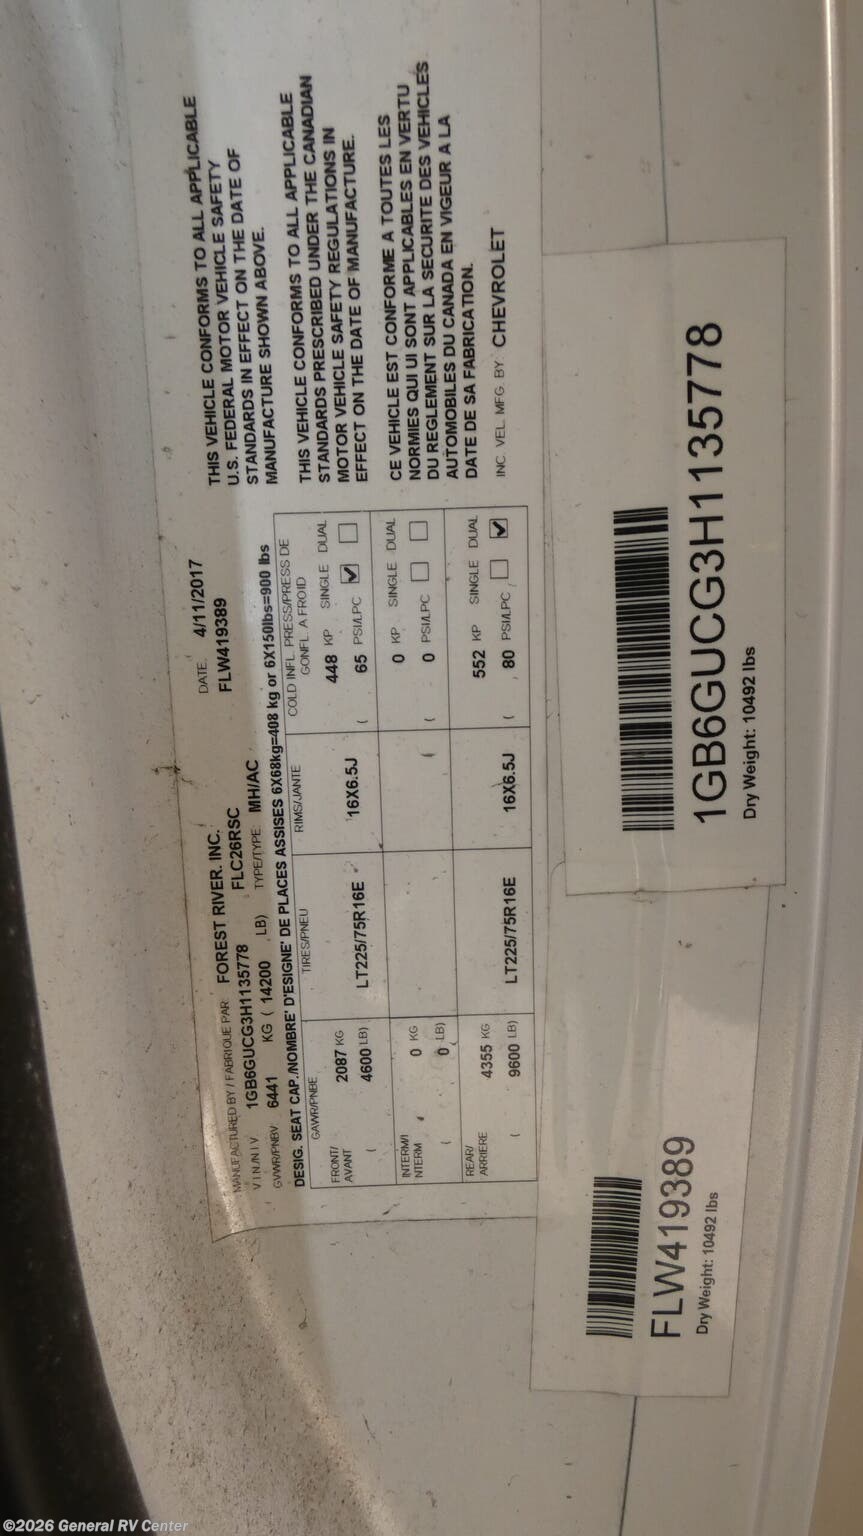 DATE. 4/11/2017
MANUFACTURED BY / FABRIQUE PAR FOREST RIVER. INC. FLW419389
V I N /N I V. 1GB6GUCG3H1135778 FLC26RSC
GVWR/PNBV 6441 KG ( 14200 LB) TYPE/TYPE MH/AC
DESIG. SEAT CAP./NOMBRE' D'ESIGNE' DE PLACES ASSISES 6X68kg=408 kg or 6X150lbs=900 lbs
GAWR/PNBE TIRES/PNEU RIMS/JANTE COLD INFL PRESS/PRESS DE
GONFL A FROID
FRONT/ 2087 KG 448 KP SINGLE DUAL
AVANT ( 4600 LB) LT225/75R16E 16X6.5J ( 65 PSI/LPC
INTERM/I 0 KG 0 KP SINGLE DUAL
NTERM ( 0 LB) ( 0 PSI/LPC
REAR/ 4355 KG 552 KP SINGLE DUAL
ARRIERE ( 9600 LB) LT225/75R16E 16X6.5J ( 80 PSI/LPC
THIS VEHICLE CONFORMS TO ALL APPLICABLE
U.S. FEDERAL MOTOR VEHICLE SAFETY
STANDARDS IN EFFECT ON THE DATE OF
MANUFACTURE SHOWN ABOVE.
THIS VEHICLE CONFORMS TO ALL APPLICABLE
STANDARDS PRESCRIBED UNDER THE CANADIAN
MOTOR VEHICLE SAFETY REGULATIONS IN
EFFECT ON THE DATE OF MANUFACTURE.
CE VEHICLE EST CONFORME A TOUTES LES
NORMIES QUI UI SONT APPLICABLES EN VERTU
DU REGLEMENT SUR LA SECURITE DES VEHICLES
AUTOMOBILES DU CANADA EN VIGEUR A LA
DATE DE SA FABRICATION.
INC. VEL. MFG. BY CHEVROLET
FLW419389
Dry Weight: 10492 lbs
1GB6GUCG3H1135778
Dry Weight: 10492 lbs
©2026 General RV Center